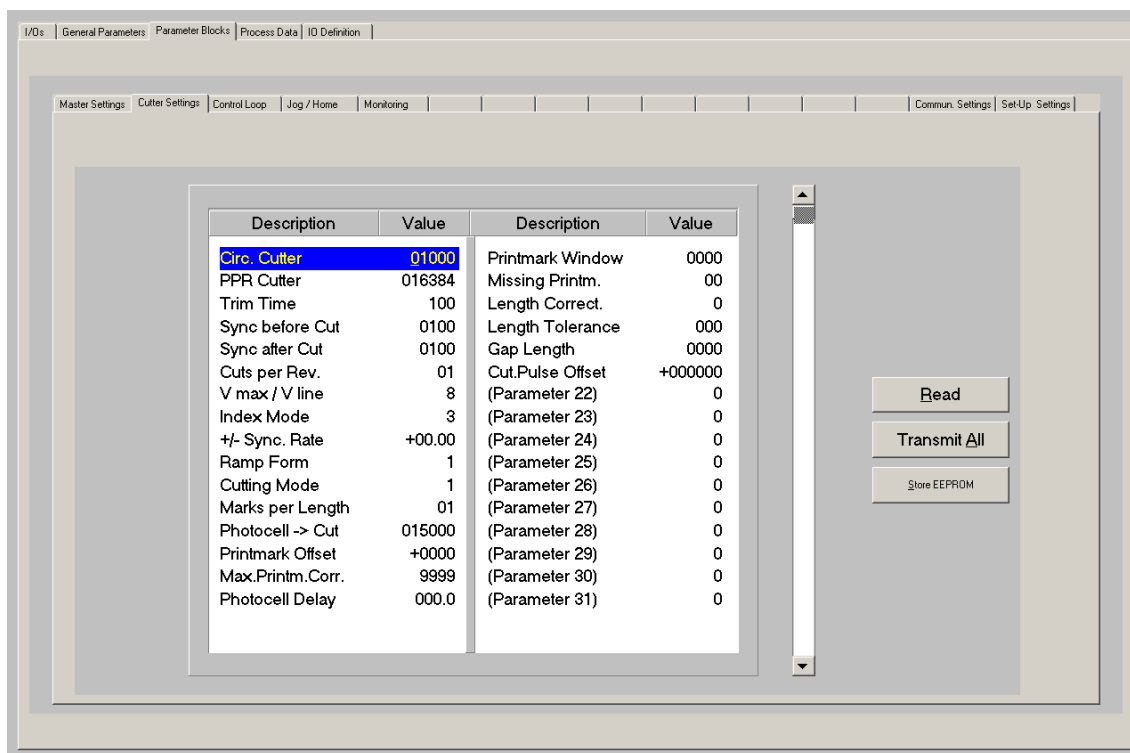 I/Os General Parameters Parameter Blocks Process Data IO Definition
Master Settings Cutter Settings Control Loop Jog / Home Monitoring Commun. Settings Set-Up Settings
Description Value Description Value
Circ. Cutter 01000 Printmark Window 0000
PPR Cutter 016384 Missing Printm. 00
Trim Time 100 Length Correct. 0
Sync before Cut 0100 Length Tolerance 000
Sync after Cut 0100 Gap Length 0000
Cuts per Rev. 01 Cut.Pulse Offset +000000
V max / V line 8 (Parameter 22) 0
Index Mode 3 (Parameter 23) 0
+/- Sync. Rate +00.00 (Parameter 24) 0
Ramp Form 1 (Parameter 25) 0
Cutting Mode 1 (Parameter 26) 0
Marks per Length 01 (Parameter 27) 0
Photocell -> Cut 015000 (Parameter 28) 0
Printmark Offset +0000 (Parameter 29) 0
Max.Printm.Corr. 9999 (Parameter 30) 0
Photocell Delay 000.0 (Parameter 31) 0
Read
Transmit All
Store EEPROM